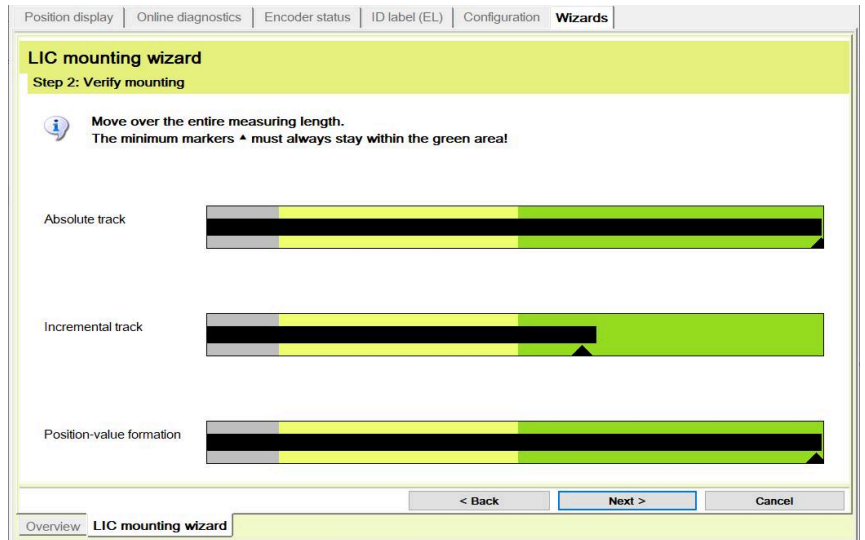 Position display Online diagnostics Encoder status ID label (EL) Configuration Wizards
LIC mounting wizard
Step 2: Verify mounting
Move over the entire measuring length.
The minimum markers ▲ must always stay within the green area!
Absolute track
Incremental track
Position-value formation
< Back Next > Cancel
Overview LIC mounting wizard